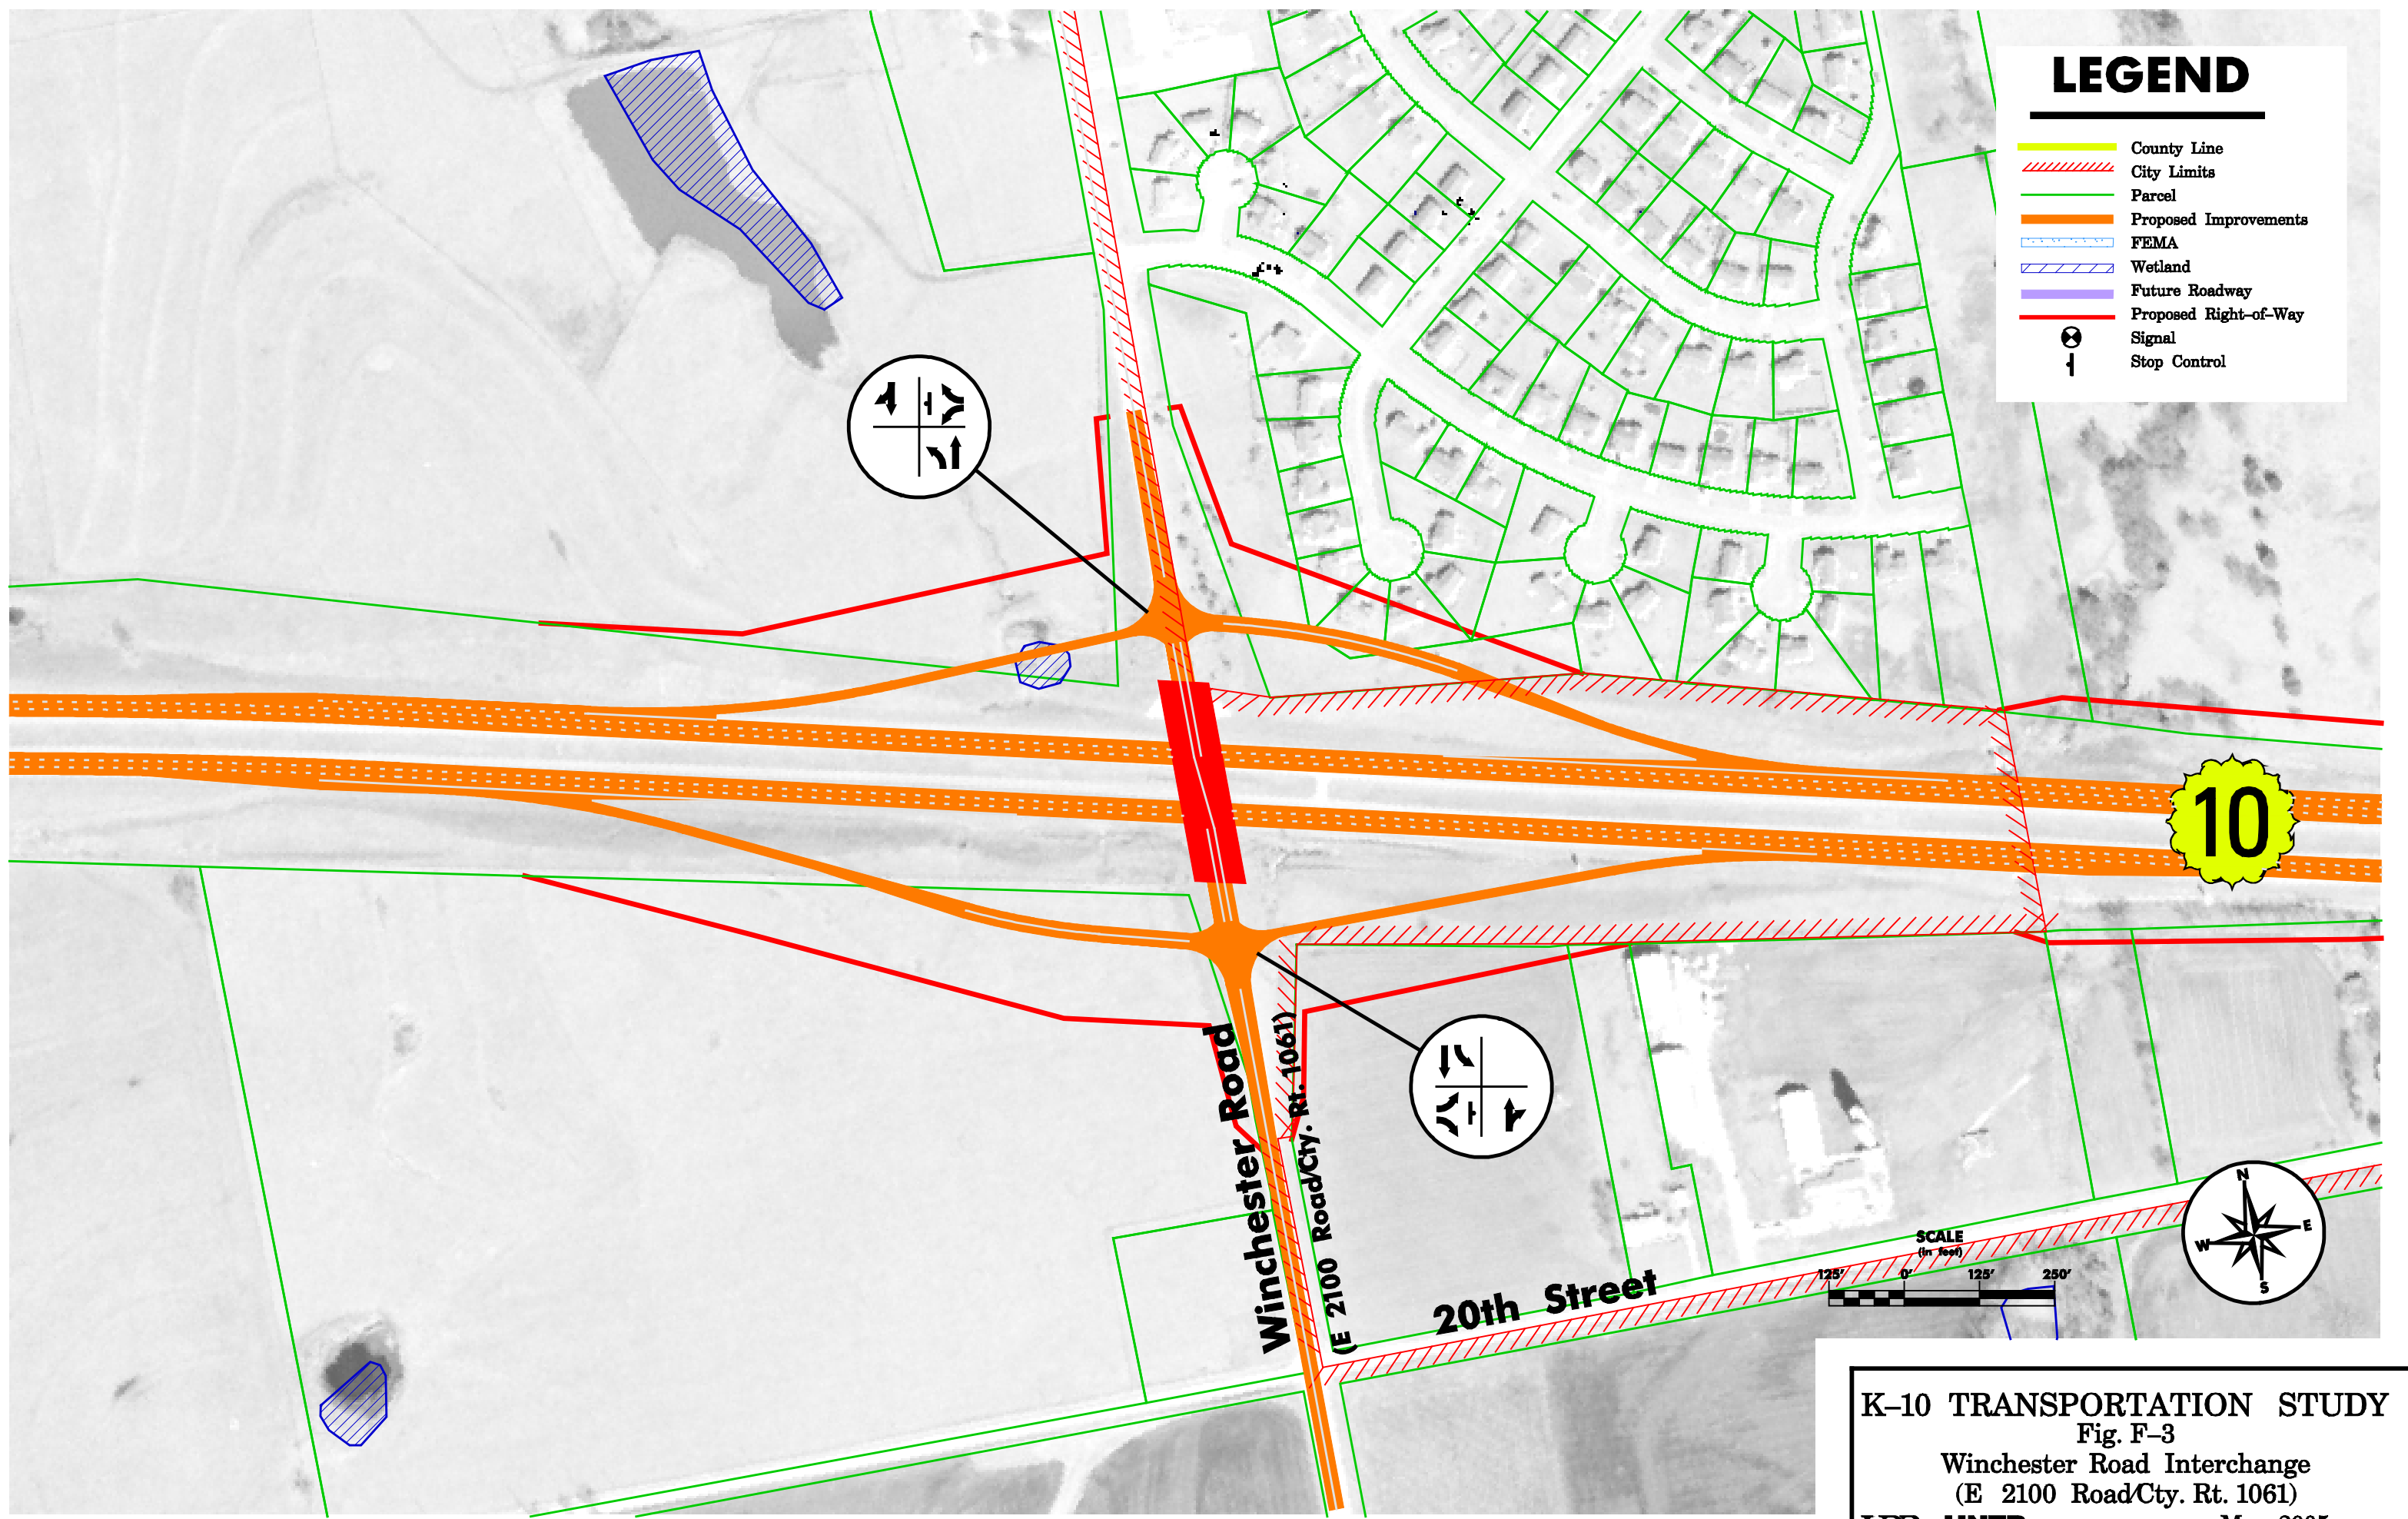 LEGEND
County Line
City Limits
Parcel
Proposed Improvements
FEMA
Wetland
Future Roadway
Proposed Right-of-Way
Signal
Stop Control
10
Winchester Road
(E 2100 Road/Cty. Rt. 1061)
20th Street
SCALE
(in feet)
125' 0' 125' 250'
N
E
W
S
K-10 TRANSPORTATION STUDY
Fig. F-3
Winchester Road Interchange
(E 2100 Road/Cty. Rt. 1061)